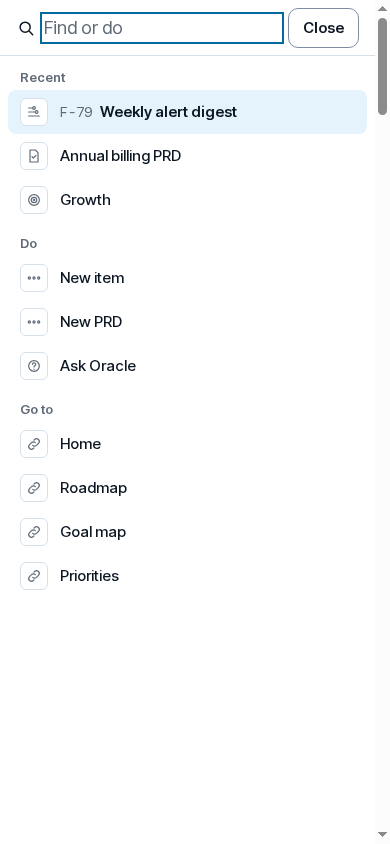 Find or do
Close
Recent
F-79 Weekly alert digest
Annual billing PRD
Growth
Do
New item
New PRD
Ask Oracle
Go to
Home
Roadmap
Goal map
Priorities